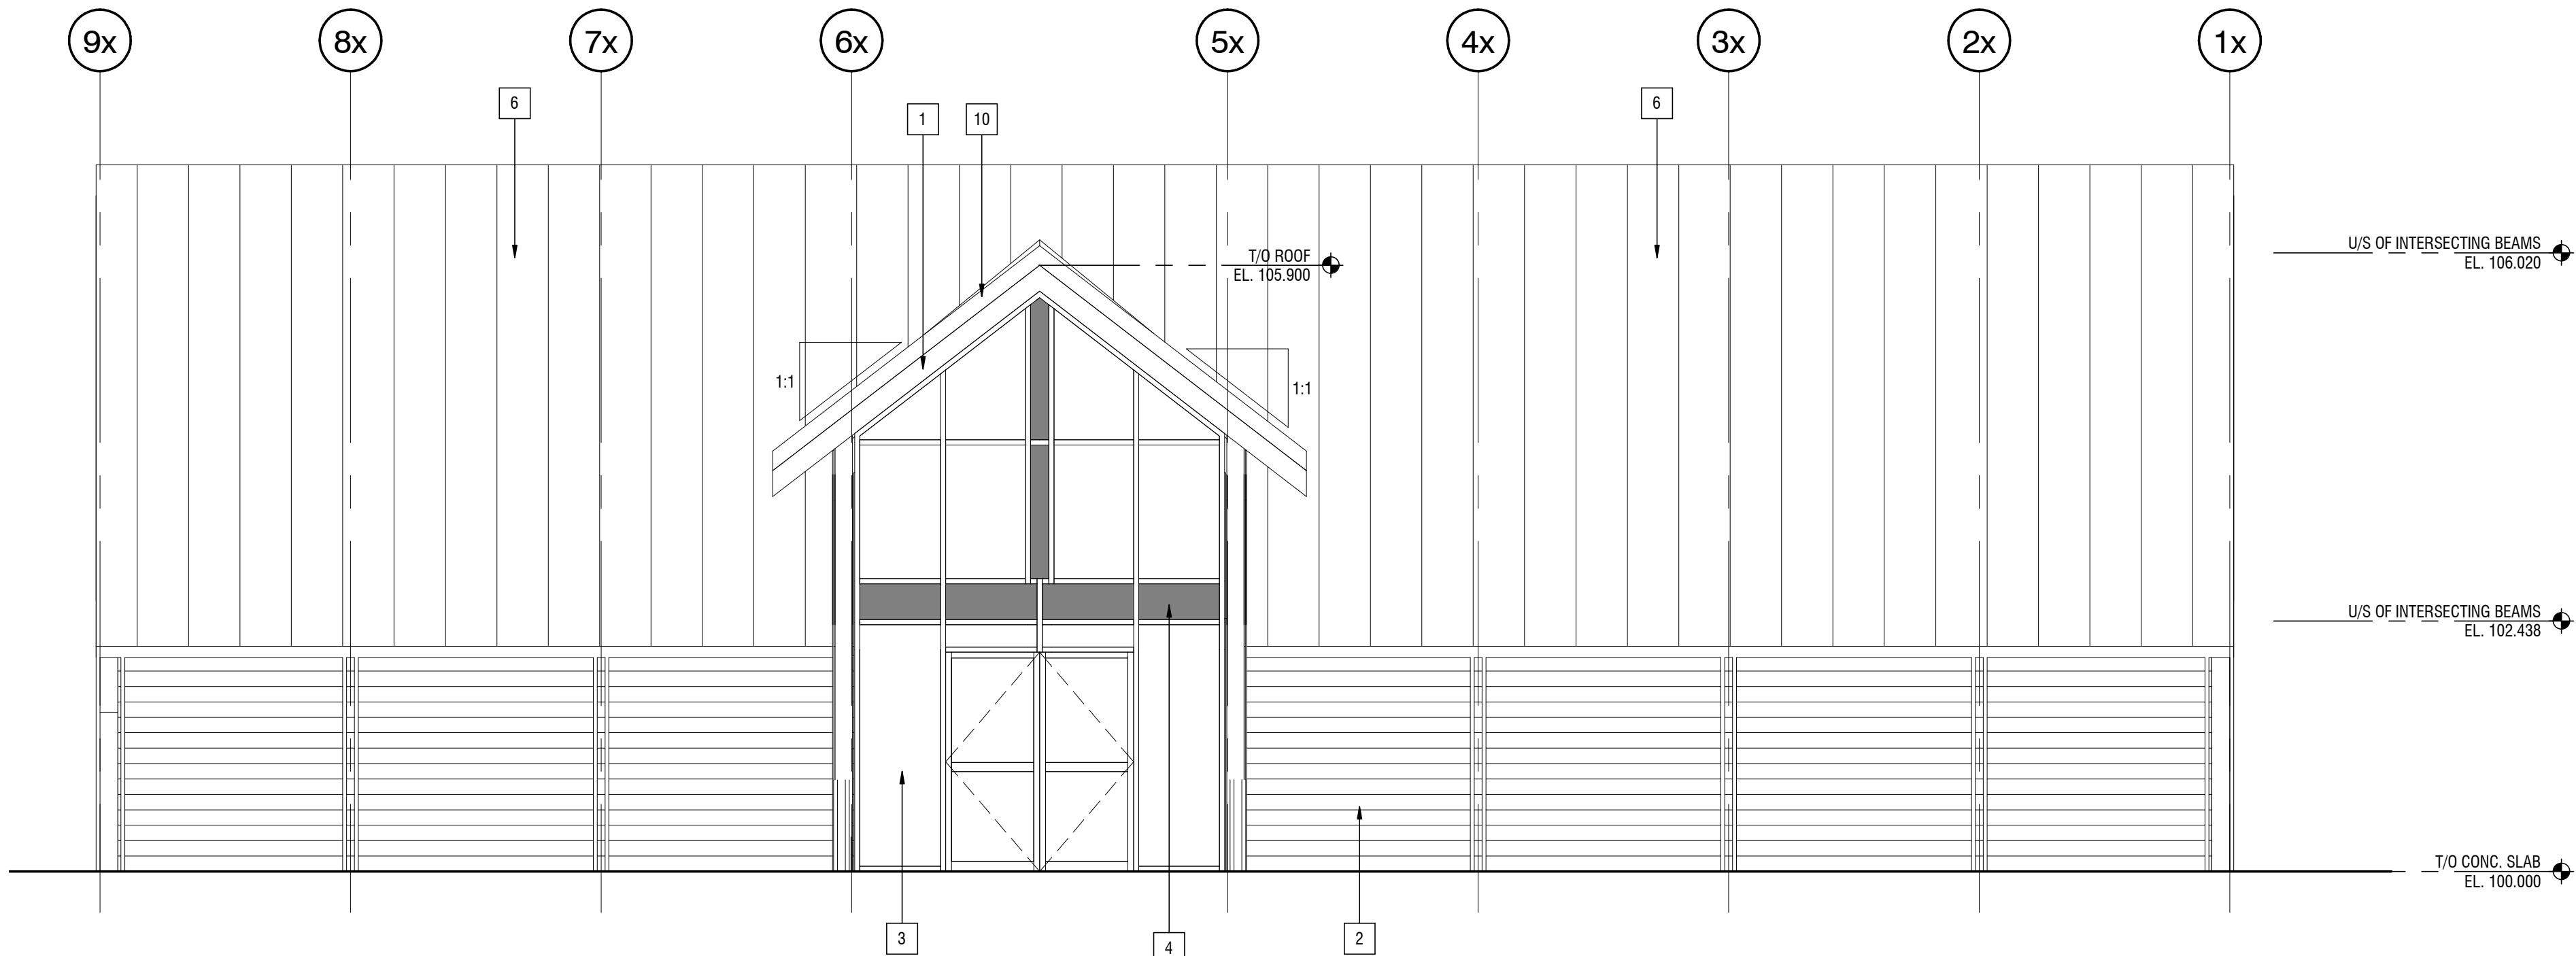 9x
8x
7x
6x
5x
4x
3x
2x
1x
6
1
10
6
U/S OF INTERSECTING BEAMS
EL. 106.020
T/O ROOF
EL. 105.900
1:1
1:1
U/S OF INTERSECTING BEAMS
EL. 102.438
T/O CONC. SLAB
EL. 100.000
3
4
2